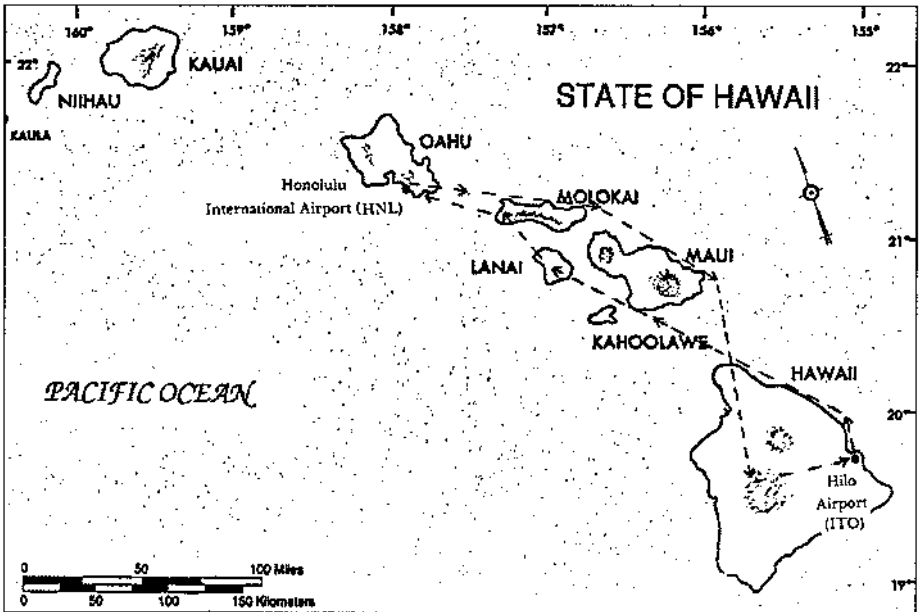 160° 159° 158 157° 156° 155°
22° 22°
KAUAI
NIIHAU
KAULA
STATE OF HAWAII
OAHU
Honolulu
International Airport (HNL)
MOLOKAI
21°
LANAI
MAUI
KAHOOLAWE
HAWAII
PACIFIC OCEAN
20°
Hilo
Airport
(ITO)
0 50 100 Miles
0 50 100 150 Kilometers
19°